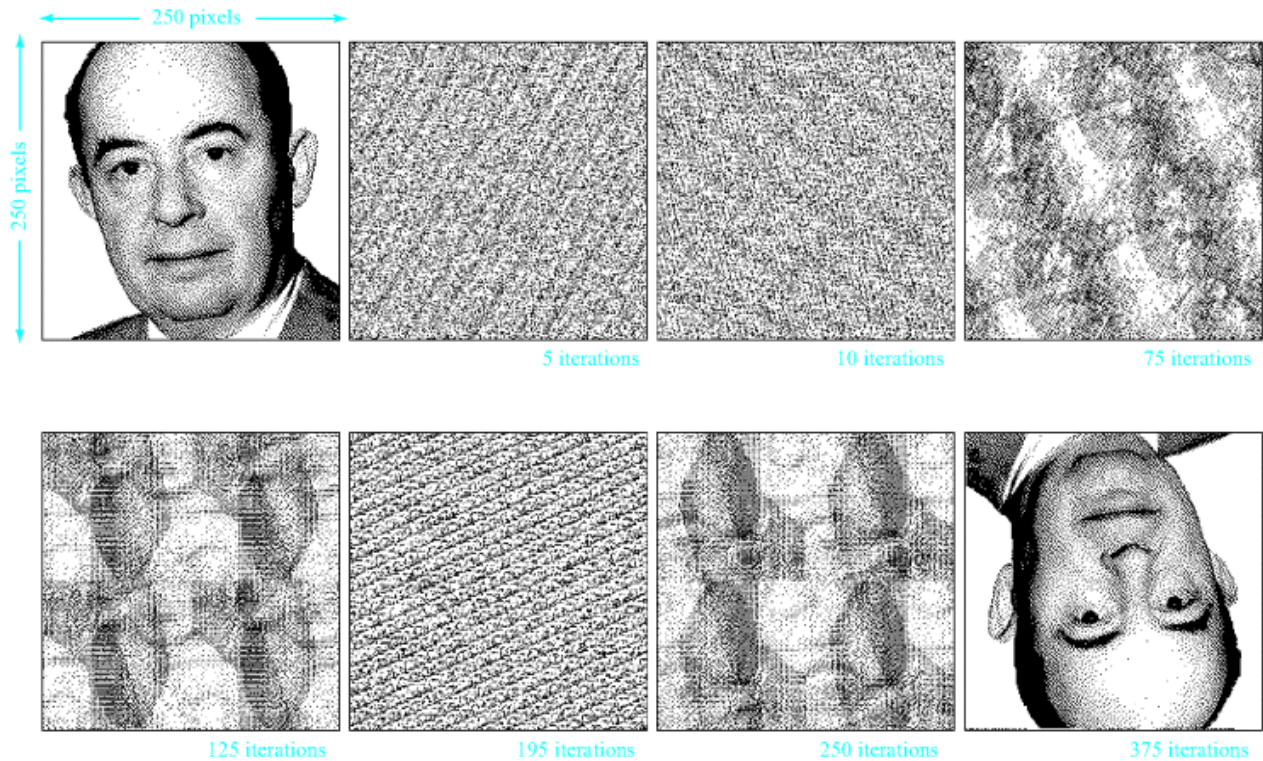 250 pixels
250 pixels
5 iterations
10 iterations
75 iterations
125 iterations
195 iterations
250 iterations
375 iterations